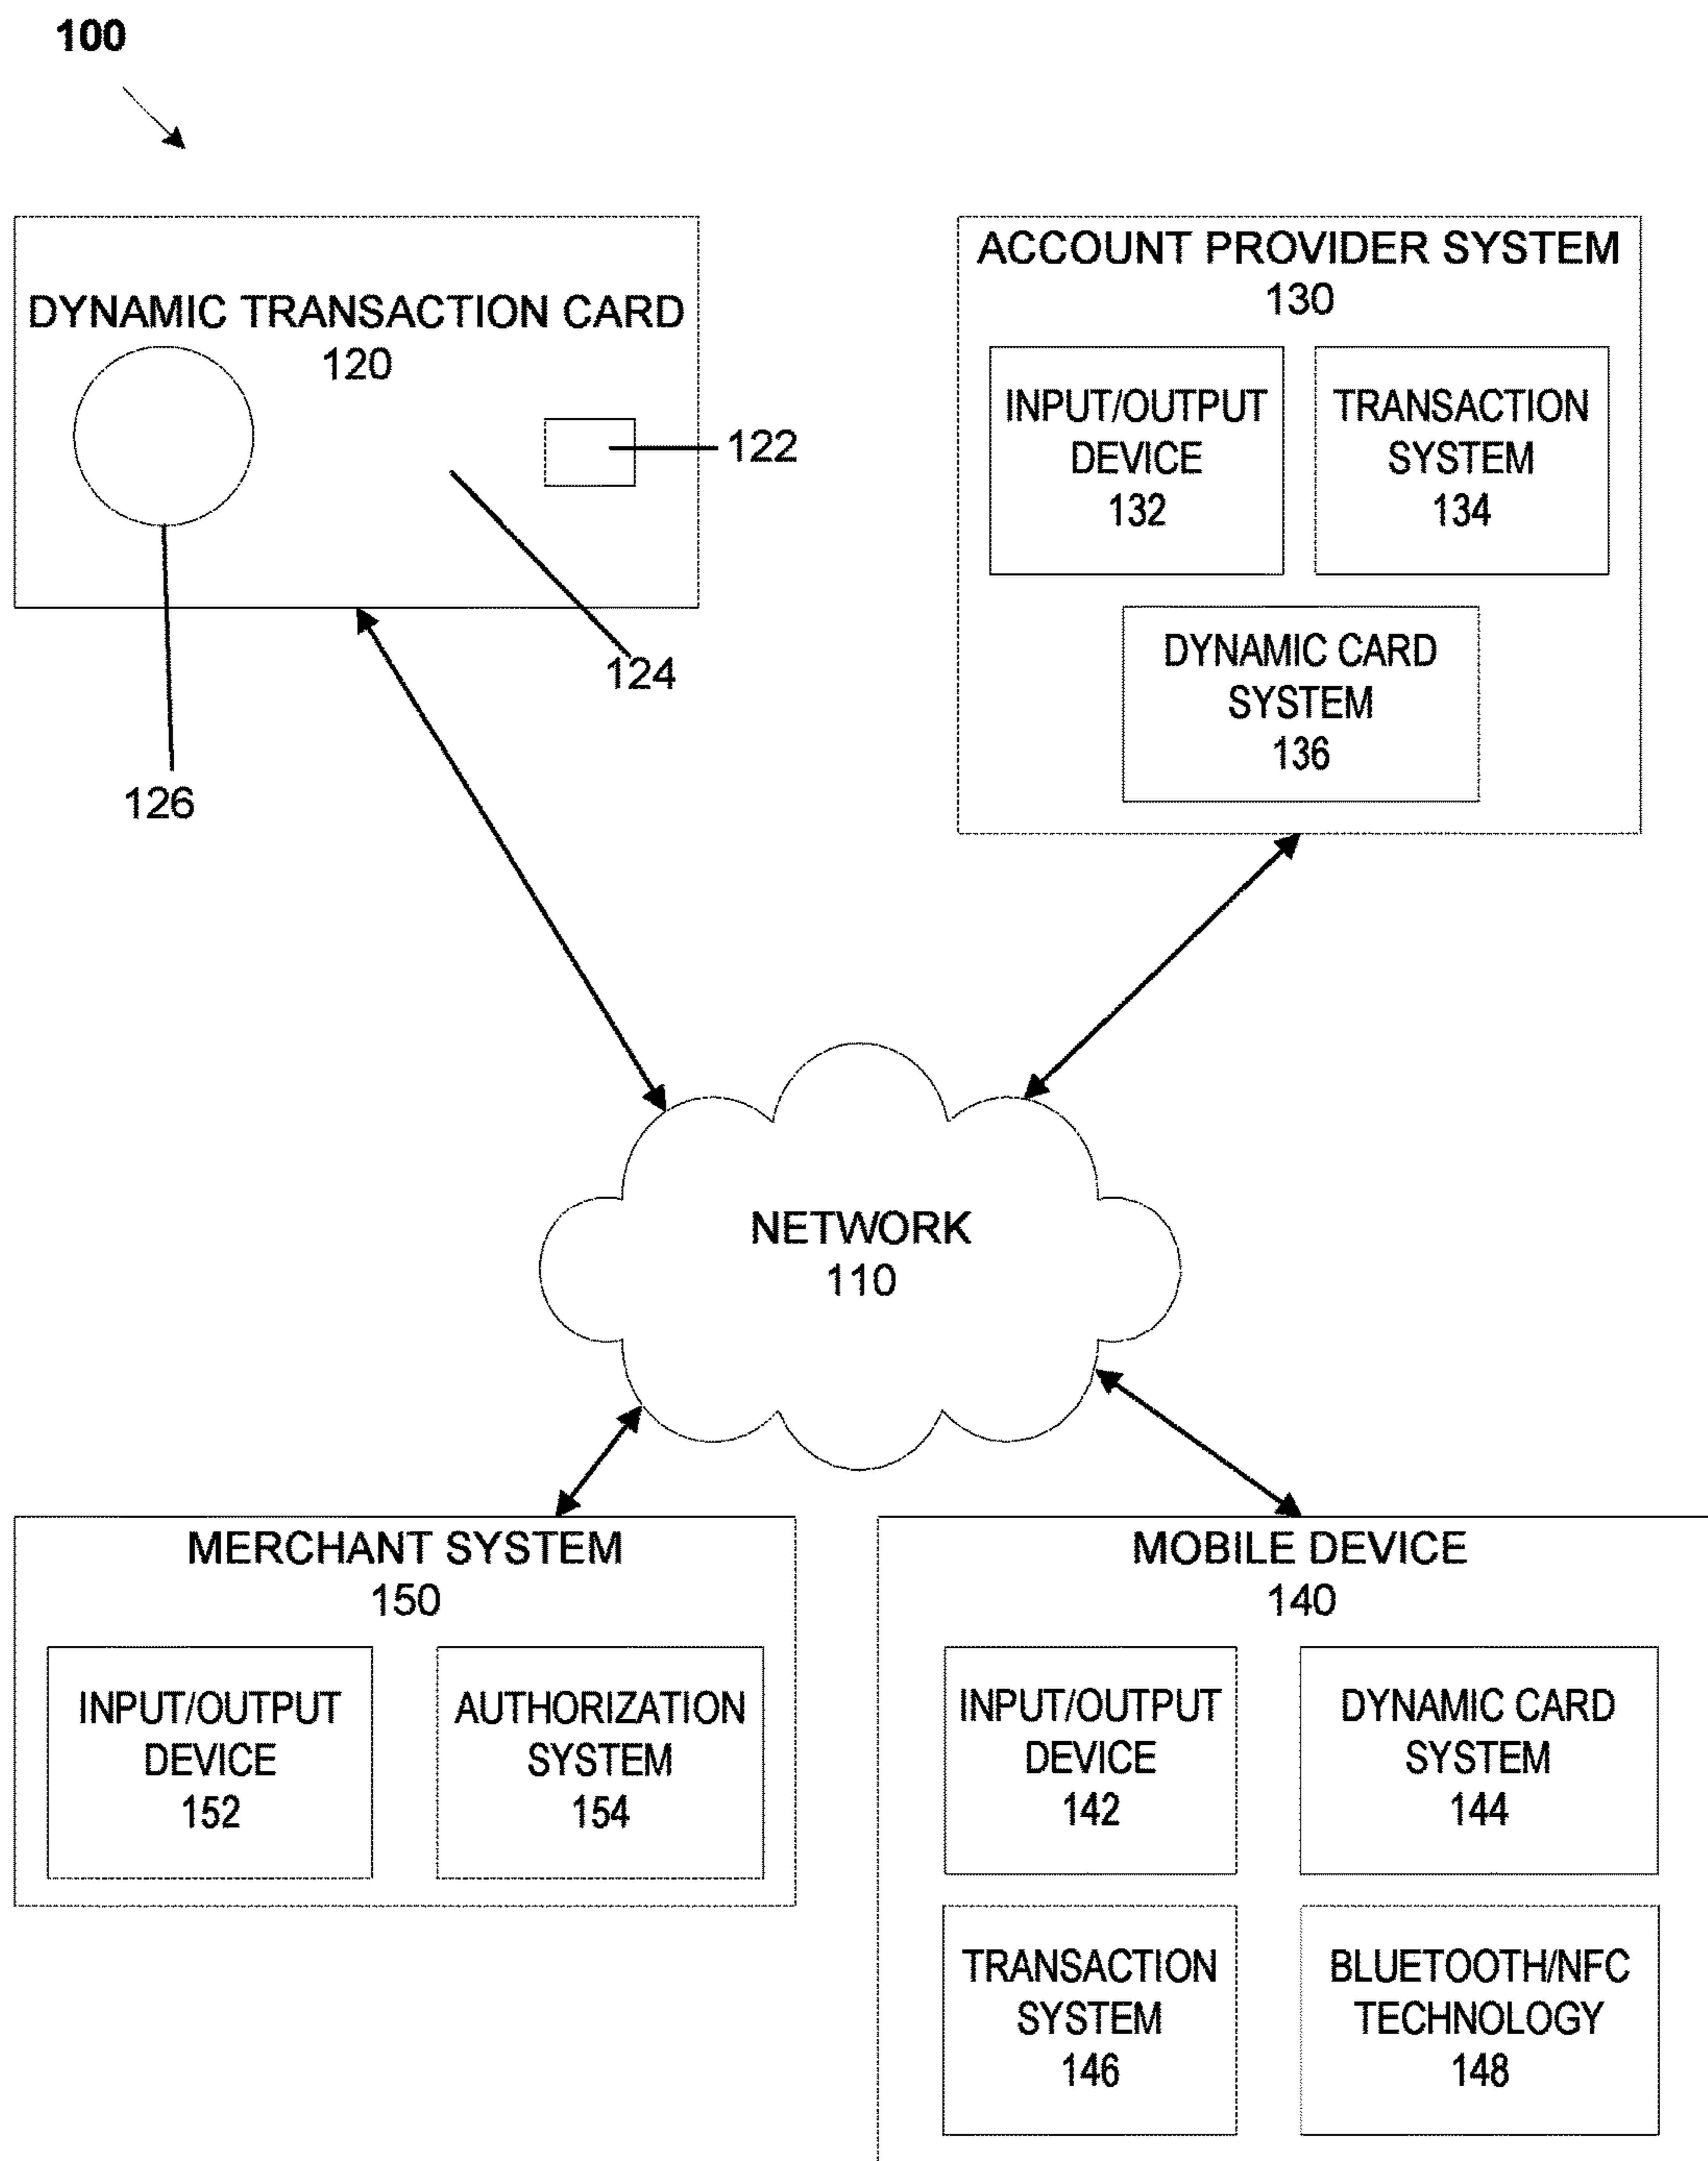 100
DYNAMIC TRANSACTION CARD
120
122
124
126
ACCOUNT PROVIDER SYSTEM
130
INPUT/OUTPUT
DEVICE
132
TRANSACTION
SYSTEM
134
DYNAMIC CARD
SYSTEM
136
NETWORK
110
MERCHANT SYSTEM
150
INPUT/OUTPUT
DEVICE
152
AUTHORIZATION
SYSTEM
154
MOBILE DEVICE
140
INPUT/OUTPUT
DEVICE
142
DYNAMIC CARD
SYSTEM
144
TRANSACTION
SYSTEM
146
BLUETOOTH/NFC
TECHNOLOGY
148